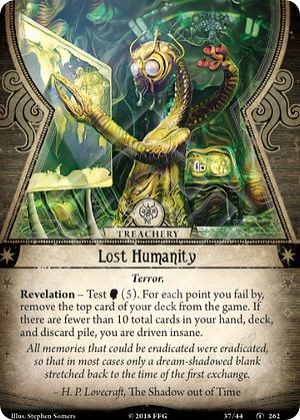 TREACHERY
Lost Humanity
Terror.
Revelation – Test (5). For each point you fail by,
remove the top card of your deck from the game. If
there are fewer than 10 total cards in your hand, deck,
and discard pile, you are driven insane.
All memories that could be eradicated were eradicated,
so that in most cases only a dream-shadowed blank
stretched back to the time of the first exchange.
– H. P. Lovecraft, The Shadow out of Time
Illus. Stephen Somers © 2018 FFG 37/44 262